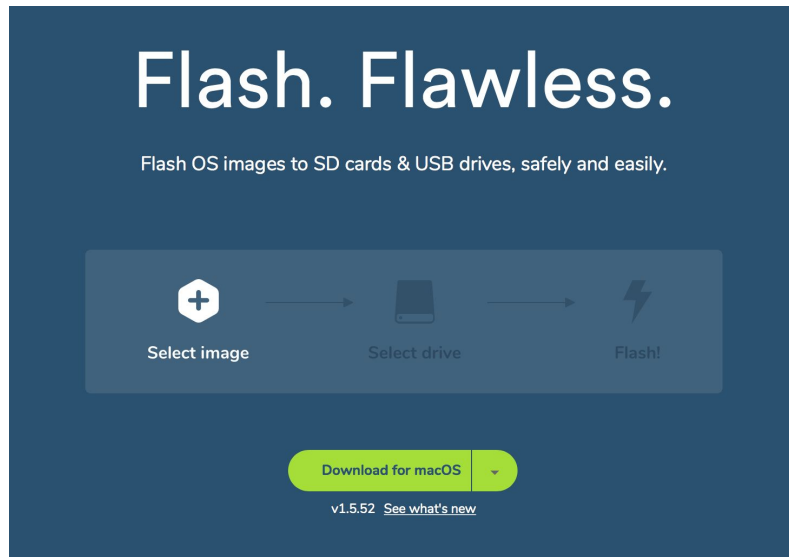 Flash. Flawless.
Flash OS images to SD cards & USB drives, safely and easily.
Select image
Select drive
Flash!
Download for macOS
v1.5.52 See what's new